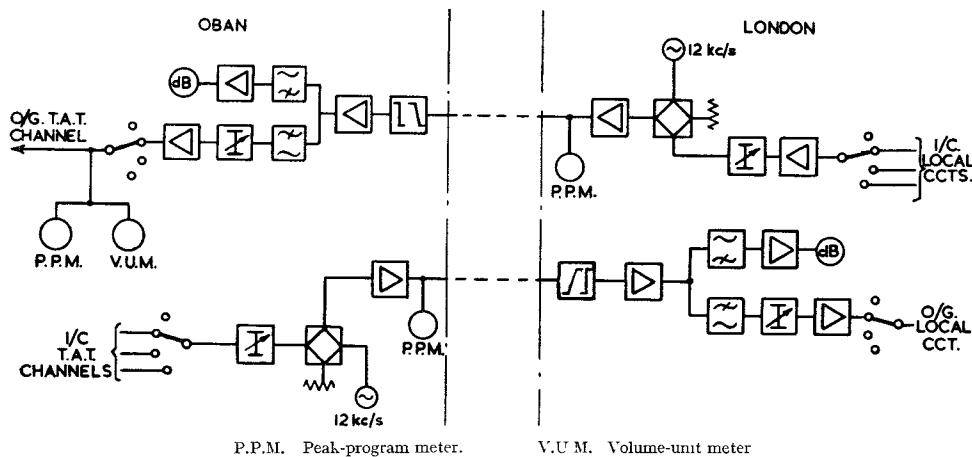 OBAN
LONDON
12 kc/s
dB
O/G. T.A.T.
CHANNEL
I/C.
LOCAL
CCTS.
P.P.M.
P.P.M.
V.U.M.
dB
I/C
T.A.T.
CHANNELS
P.P.M.
O/G.
LOCAL
CCT.
12 kc/s
P.P.M. Peak-program meter. V.U M. Volume-unit meter